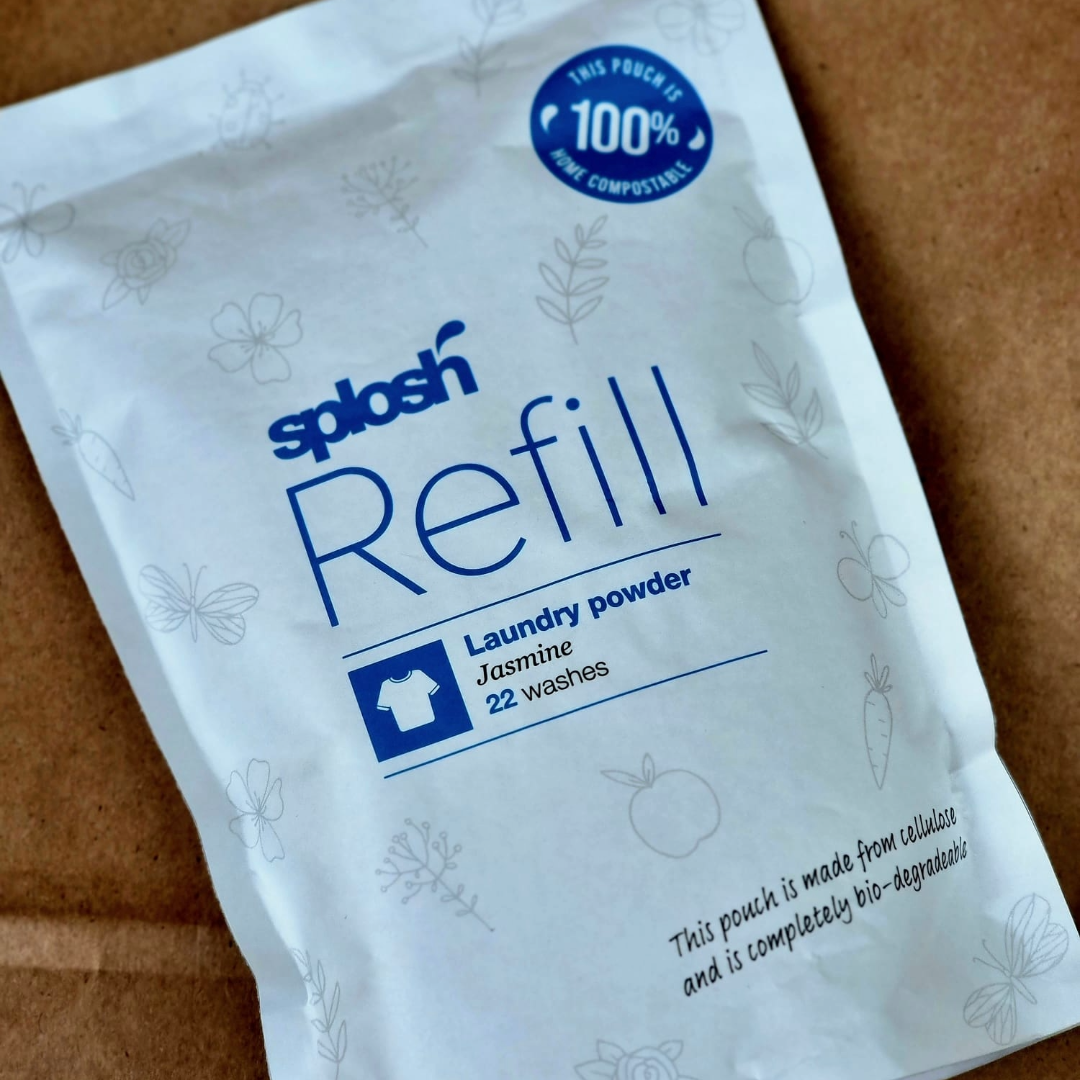 THIS POUCH IS
100%
HOME COMPOSTABLE
splosh
Refill
Laundry powder
Jasmine
22 washes
This pouch is made from cellulose
and is completely bio-degradeable